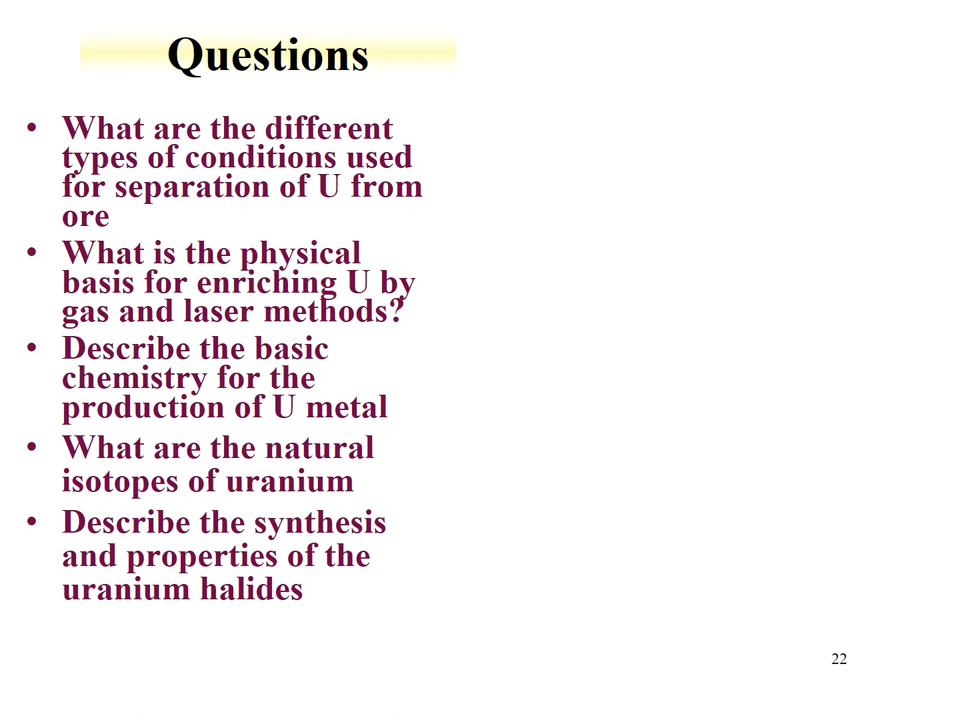 Questions
• What are the different
types of conditions used
for separation of U from
ore
• What is the physical
basis for enriching U by
gas and laser methods?
• Describe the basic
chemistry for the
production of U metal
• What are the natural
isotopes of uranium
• Describe the synthesis
and properties of the
uranium halides
22